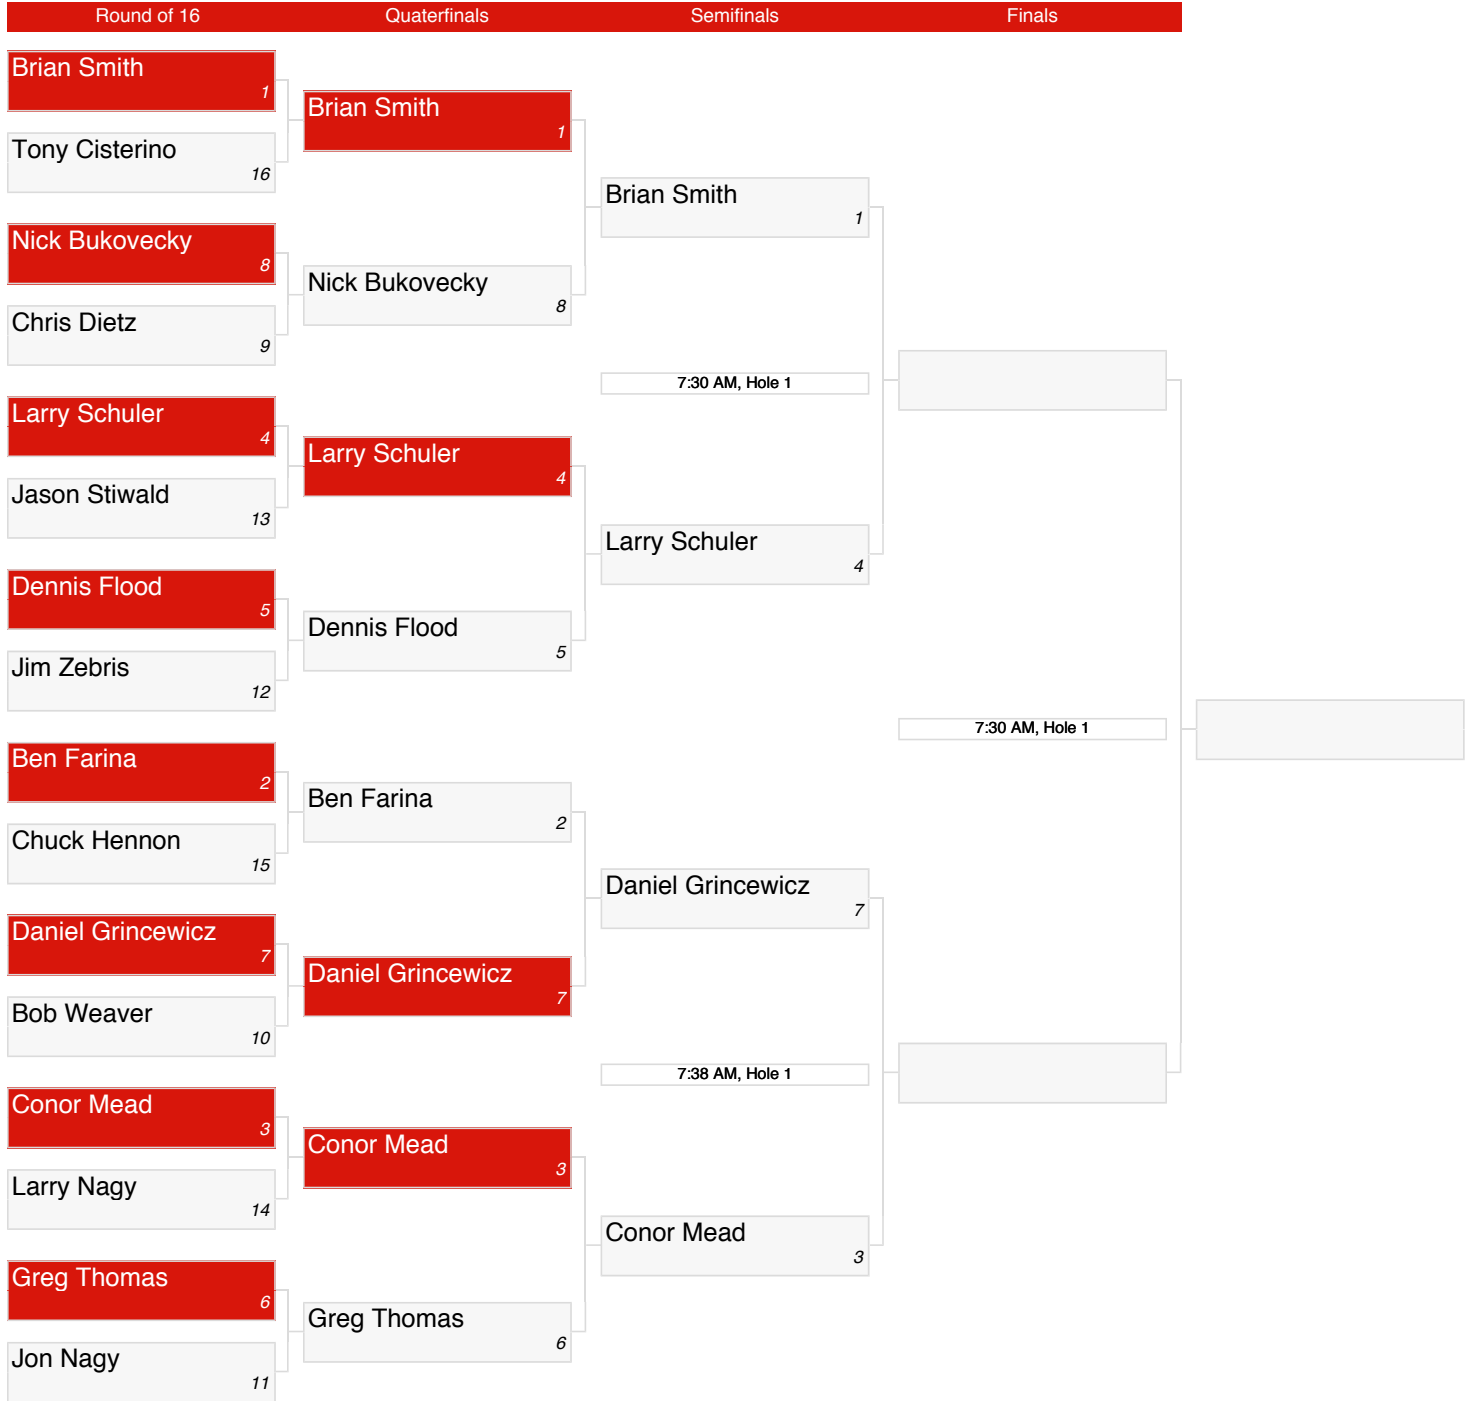 Round of 16
Quaterfinals
Semifinals
Finals
Brian Smith
1
Tony Cisterino
16
Nick Bukovecky
8
Chris Dietz
9
Larry Schuler
4
Jason Stiwald
13
Dennis Flood
5
Jim Zebris
12
Ben Farina
2
Chuck Hennon
15
Daniel Grincewicz
7
Bob Weaver
10
Conor Mead
3
Larry Nagy
14
Greg Thomas
6
Jon Nagy
11
Brian Smith
1
Nick Bukovecky
8
Larry Schuler
4
Dennis Flood
5
Ben Farina
2
Daniel Grincewicz
7
Conor Mead
3
Greg Thomas
6
Brian Smith
1
7:30 AM, Hole 1
Larry Schuler
4
Daniel Grincewicz
7
7:38 AM, Hole 1
Conor Mead
3
7:30 AM, Hole 1